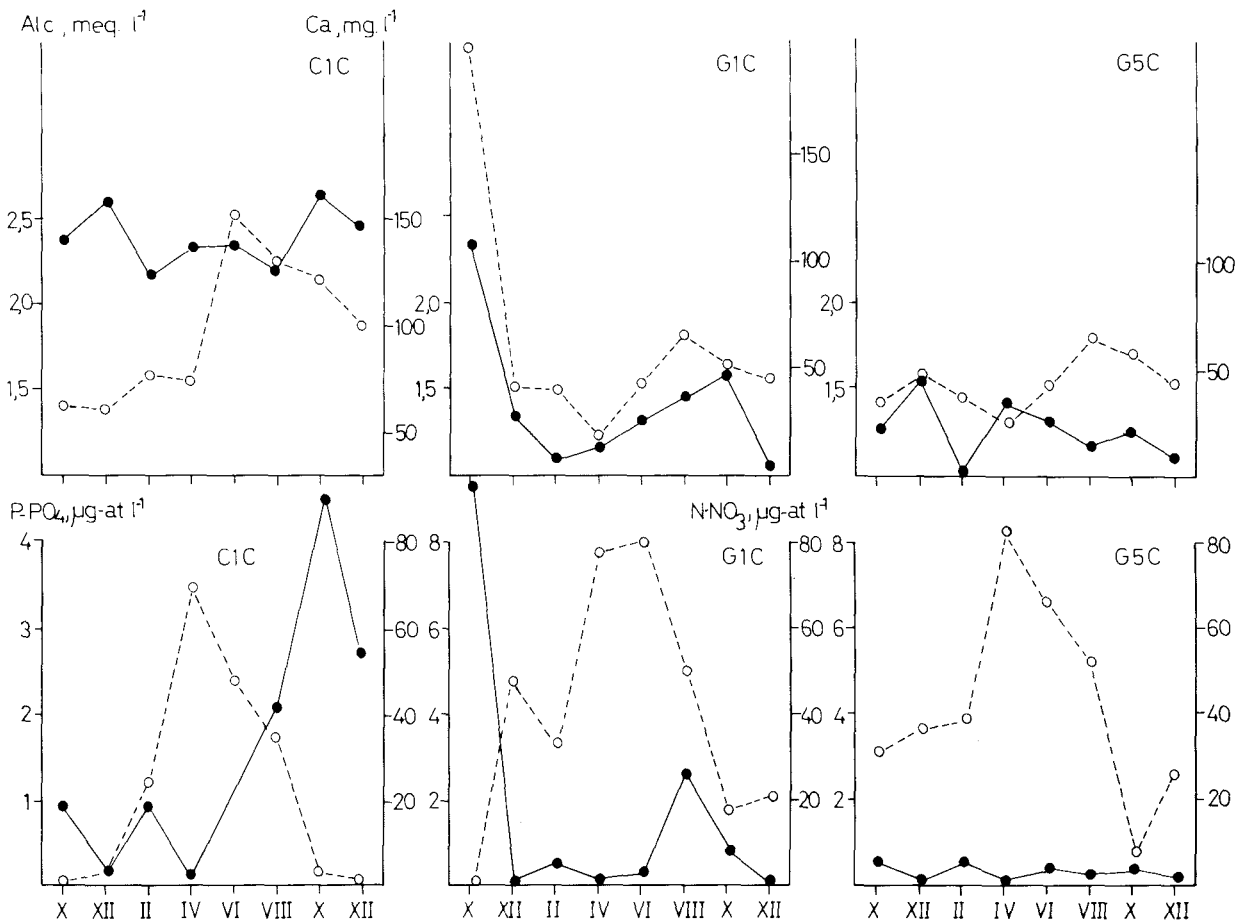 Alc, meq. l⁻¹ Ca, mg. l⁻¹
C1C G1C G5C
2,5 2,0 1,5
150 100 50
2,0 1,5
150 100 50
2,0 1,5
100 50
P-PO₄, µg-at l⁻¹ N-NO₃, µg-at l⁻¹
C1C G1C G5C
4 3 2 1
80 60 40 20
8 6 4 2
80 60 40 20
8 6 4 2
80 60 40 20
X XII II IV VI VIII X XII
X XII II IV VI VIII X XII
X XII II IV VI VIII X XII